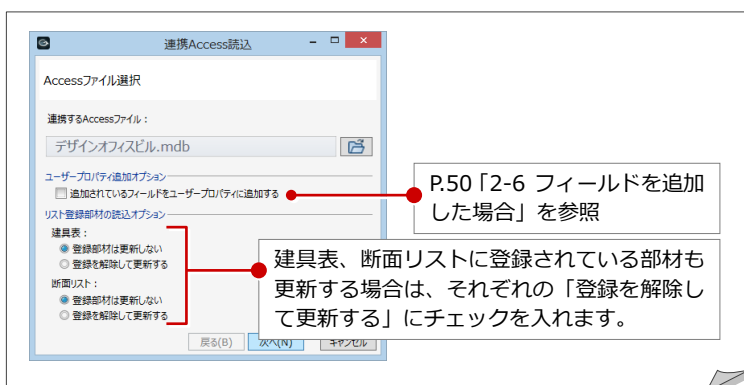 連携Access読込
Accessファイル選択
連携するAccessファイル：
デザインオフィスビル.mdb
ユーザープロパティ追加オプション
追加されているフィールドをユーザープロパティに追加する
P.50「2-6 フィールドを追加
した場合」を参照
リスト登録部材の読込オプション
建具表：
登録部材は更新しない
登録を解除して更新する
断面リスト：
登録部材は更新しない
登録を解除して更新する
建具表、断面リストに登録されている部材も
更新する場合は、それぞれの「登録を解除し
て更新する」にチェックを入れます。
戻る(B)
次へ(N)
キャンセル